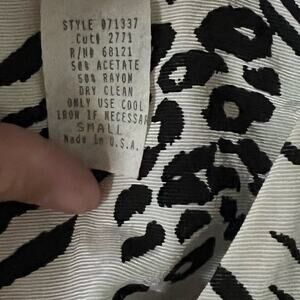 STYLE 071337
Cut# 2771
R/N# 68121
50% ACETATE
50% RAYON
DRY CLEAN
ONLY USE COOL
IRON IF NECESSAR
SMALL
Made in U.S.A.